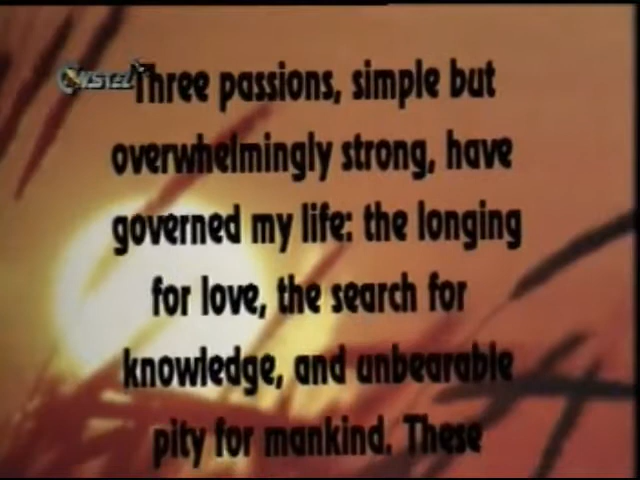 Three passions, simple but
overwhelmingly strong, have
governed my life: the longing
for love, the search for
knowledge, and unbearable
pity for mankind. These